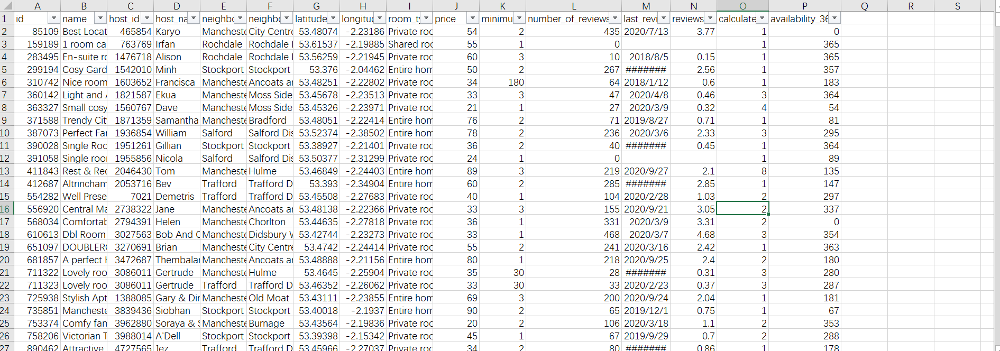 A B C D E F G H I J K L M N O P Q R S
1 id name host_id host_na neighbo neighbo latitude longitud room_ty price minimu number_of_reviews last_revi reviews calculate availability_36
2 85109 Best Locat 465854 Karyo Mancheste City Centre 53.48074 -2.23186 Private roo 54 2 435 2020/7/13 3.77 1 0
3 159189 1 room ca 763769 Irfan Rochdale Rochdale 53.61537 -2.19885 Shared roo 55 1 0 1 365
4 283495 En-suite ro 1476718 Alison Rochdale Rochdale 53.56259 -2.21945 Private roo 60 3 10 2018/8/5 0.15 1 365
5 299194 Cosy Gard 1542010 Minh Stockport Stockport 53.376 -2.04462 Entire hom 50 2 267 ####### 2.56 1 357
6 310742 Nice room 1603652 Francisca Mancheste Ancoats ar 53.48251 -2.22802 Private roo 34 180 64 2018/1/12 0.6 1 183
7 360142 Light and 1821587 Ekua Mancheste Moss Side 53.45678 -2.23513 Private roo 33 3 47 2020/4/8 0.46 3 364
8 363327 Small cosy 1560767 Dave Mancheste Moss Side 53.45326 -2.23971 Private roo 21 1 27 2020/3/9 0.32 4 54
9 371588 Trendy Cit 1871359 Samantha Mancheste Bradford 53.48051 -2.22414 Entire hom 76 2 71 2019/8/27 0.71 1 81
10 387073 Perfect Fai 1936854 William Salford Salford Dis 53.52374 -2.38502 Entire hom 78 2 236 2020/3/6 2.33 3 295
11 390028 Single Roo 1951261 Gillian Stockport Stockport 53.38927 -2.21401 Private roo 36 2 40 ####### 0.45 1 364
12 391058 Single roo 1955856 Nicola Salford Salford Dis 53.50377 -2.31299 Private roo 24 1 0 1 89
13 411843 Rest & Rec 2046430 Tom Mancheste Hulme 53.46849 -2.24403 Entire hom 89 3 219 2020/9/27 2.1 8 135
14 412687 Altrincham 2053716 Bev Trafford Trafford D 53.393 -2.34904 Entire hom 60 2 285 ####### 2.85 1 147
15 554282 Well Prese 7021 Demetris Trafford Trafford D 53.45508 -2.27683 Private roo 40 1 104 2020/2/28 1.03 2 297
16 556920 Central Ma 2738322 Jane Mancheste Ancoats ar 53.48138 -2.22366 Private roo 33 3 155 2020/9/21 3.05 2 337
17 568034 Comfortab 2794391 Helen Mancheste Chorlton 53.44635 -2.27818 Private roo 36 1 331 2020/3/9 3.31 2 0
18 610613 Dbl Room 3027563 Bob And C Mancheste Didsbury W 53.42744 -2.23273 Private roo 33 1 468 2020/3/7 4.68 3 354
19 651097 DOUBLER 3270691 Brian Mancheste City Centre 53.4742 -2.24414 Private roo 55 2 241 2020/3/16 2.42 1 363
20 681857 A perfect 3472687 Thembalai Mancheste Ancoats ar 53.48888 -2.21156 Entire hom 80 1 218 2020/9/25 2.4 2 180
21 711322 Lovely roo 3086011 Gertrude Mancheste Hulme 53.4645 -2.25904 Private roo 35 30 28 ####### 0.31 3 280
22 711323 Lovely roo 3086011 Gertrude Trafford Trafford D 53.46352 -2.26062 Private roo 33 30 33 2020/2/23 0.37 3 287
23 725938 Stylish Apt 1388085 Gary & Dir Mancheste Old Moat 53.43111 -2.23855 Entire hom 69 3 200 2020/9/24 2.04 1 181
24 735851 Mancheste 3839436 Siobhan Stockport Stockport 53.40018 -2.1937 Entire hom 90 2 65 2019/12/1 0.75 1 67
25 753374 Comfy fan 3962880 Soraya & Mancheste Burnage 53.43564 -2.19836 Private roo 20 2 106 2020/3/18 1.1 2 353
26 758206 Victorian T 3988014 A'Dell Stockport Stockport 53.39398 -2.15342 Private roo 45 1 67 2019/9/29 0.7 2 288
27 890462 Attractive 4727565 Jez Trafford Trafford D 53.45966 -2.27037 Private roo 34 2 80 ####### 0.86 1 178